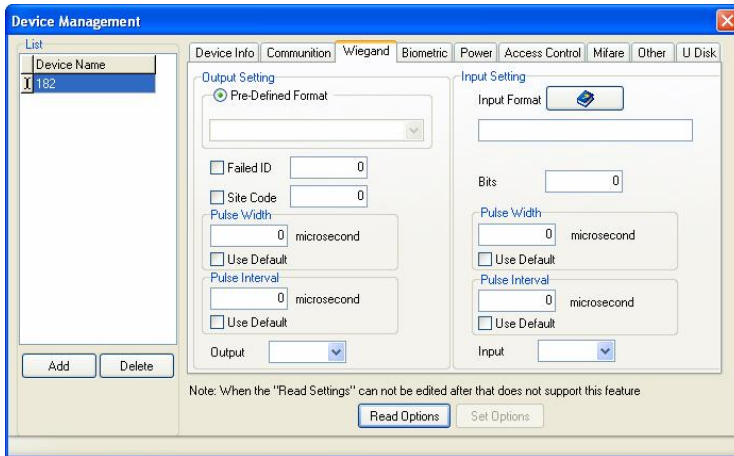 Device Management
List
Device Name
182
Add
Delete
Device Info
Communition
Wiegand
Biometric
Power
Access Control
Mifare
Other
U Disk
Output Setting
Pre-Defined Format
Failed ID 0
Site Code 0
Pulse Width
0 microsecond
Use Default
Pulse Interval
0 microsecond
Use Default
Output
Input Setting
Input Format
Bits 0
Pulse Width
0 microsecond
Use Default
Pulse Interval
0 microsecond
Use Default
Input
Note: When the "Read Settings" can not be edited after that does not support this feature
Read Options
Set Options